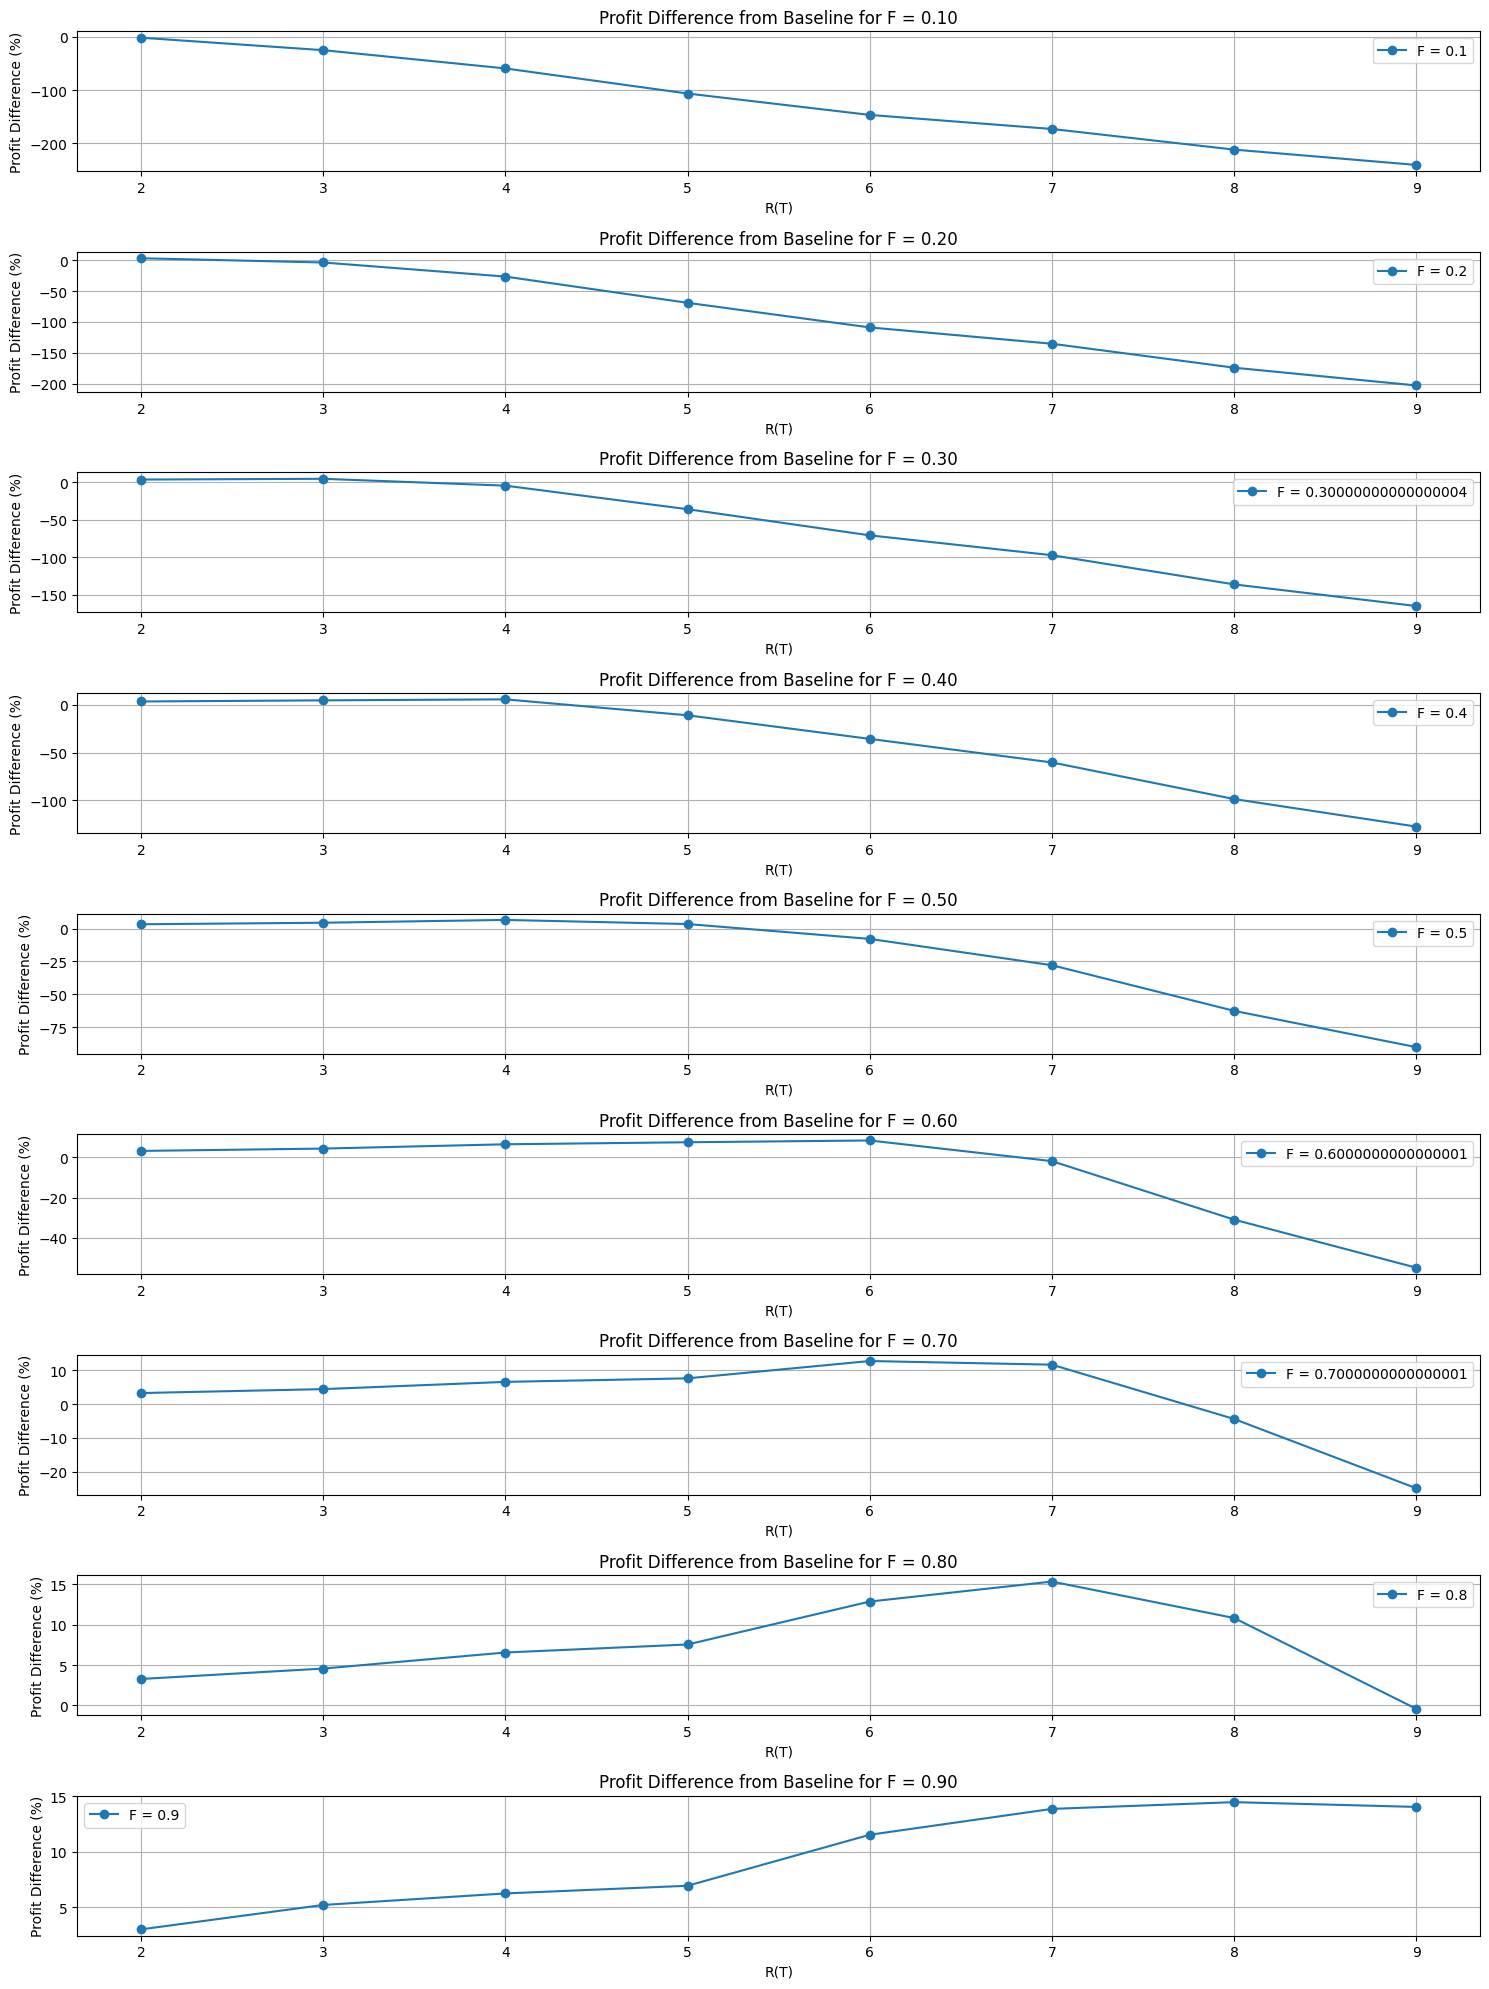 Profit Difference from Baseline for F = 0.10
Profit Difference (%)
0
−100
−200
F = 0.1
2 3 4 5 6 7 8 9
R(T)
Profit Difference from Baseline for F = 0.20
Profit Difference (%)
0
−50
−100
−150
−200
F = 0.2
2 3 4 5 6 7 8 9
R(T)
Profit Difference from Baseline for F = 0.30
Profit Difference (%)
0
−50
−100
−150
F = 0.30000000000000004
2 3 4 5 6 7 8 9
R(T)
Profit Difference from Baseline for F = 0.40
Profit Difference (%)
0
−50
−100
F = 0.4
2 3 4 5 6 7 8 9
R(T)
Profit Difference from Baseline for F = 0.50
Profit Difference (%)
0
−25
−50
−75
F = 0.5
2 3 4 5 6 7 8 9
R(T)
Profit Difference from Baseline for F = 0.60
Profit Difference (%)
0
−20
−40
F = 0.6000000000000001
2 3 4 5 6 7 8 9
R(T)
Profit Difference from Baseline for F = 0.70
Profit Difference (%)
10
0
−10
−20
F = 0.7000000000000001
2 3 4 5 6 7 8 9
R(T)
Profit Difference from Baseline for F = 0.80
Profit Difference (%)
15
10
5
0
F = 0.8
2 3 4 5 6 7 8 9
R(T)
Profit Difference from Baseline for F = 0.90
Profit Difference (%)
15
10
5
F = 0.9
2 3 4 5 6 7 8 9
R(T)